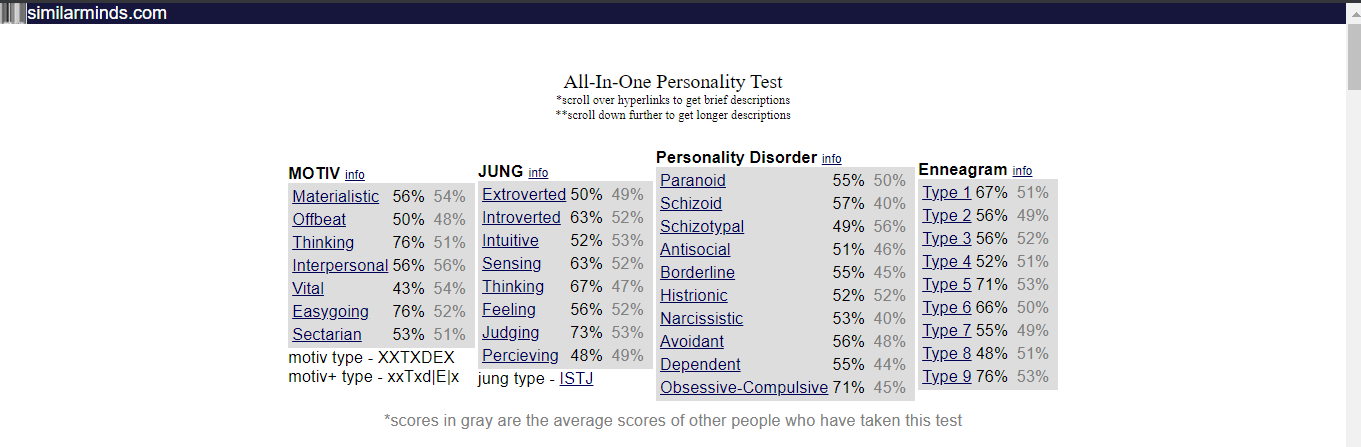 similarminds.com
All-In-One Personality Test
*scroll over hyperlinks to get brief descriptions
**scroll down further to get longer descriptions
MOTIV info
Materialistic 56% 54%
Offbeat 50% 48%
Thinking 76% 51%
Interpersonal 56% 56%
Vital 43% 54%
Easygoing 76% 52%
Sectarian 53% 51%
motiv type - XXTXDEX
motiv+ type - xxTxd|E|x
JUNG info
Extroverted 50% 49%
Introverted 63% 52%
Intuitive 52% 53%
Sensing 63% 52%
Thinking 67% 47%
Feeling 56% 52%
Judging 73% 53%
Percieving 48% 49%
jung type - ISTJ
Personality Disorder info
Paranoid 55% 50%
Schizoid 57% 40%
Schizotypal 49% 56%
Antisocial 51% 46%
Borderline 55% 45%
Histrionic 52% 52%
Narcissistic 53% 40%
Avoidant 56% 48%
Dependent 55% 44%
Obsessive-Compulsive 71% 45%
Enneagram info
Type 1 67% 51%
Type 2 56% 49%
Type 3 56% 52%
Type 4 52% 51%
Type 5 71% 53%
Type 6 66% 50%
Type 7 55% 49%
Type 8 48% 51%
Type 9 76% 53%
*scores in gray are the average scores of other people who have taken this test